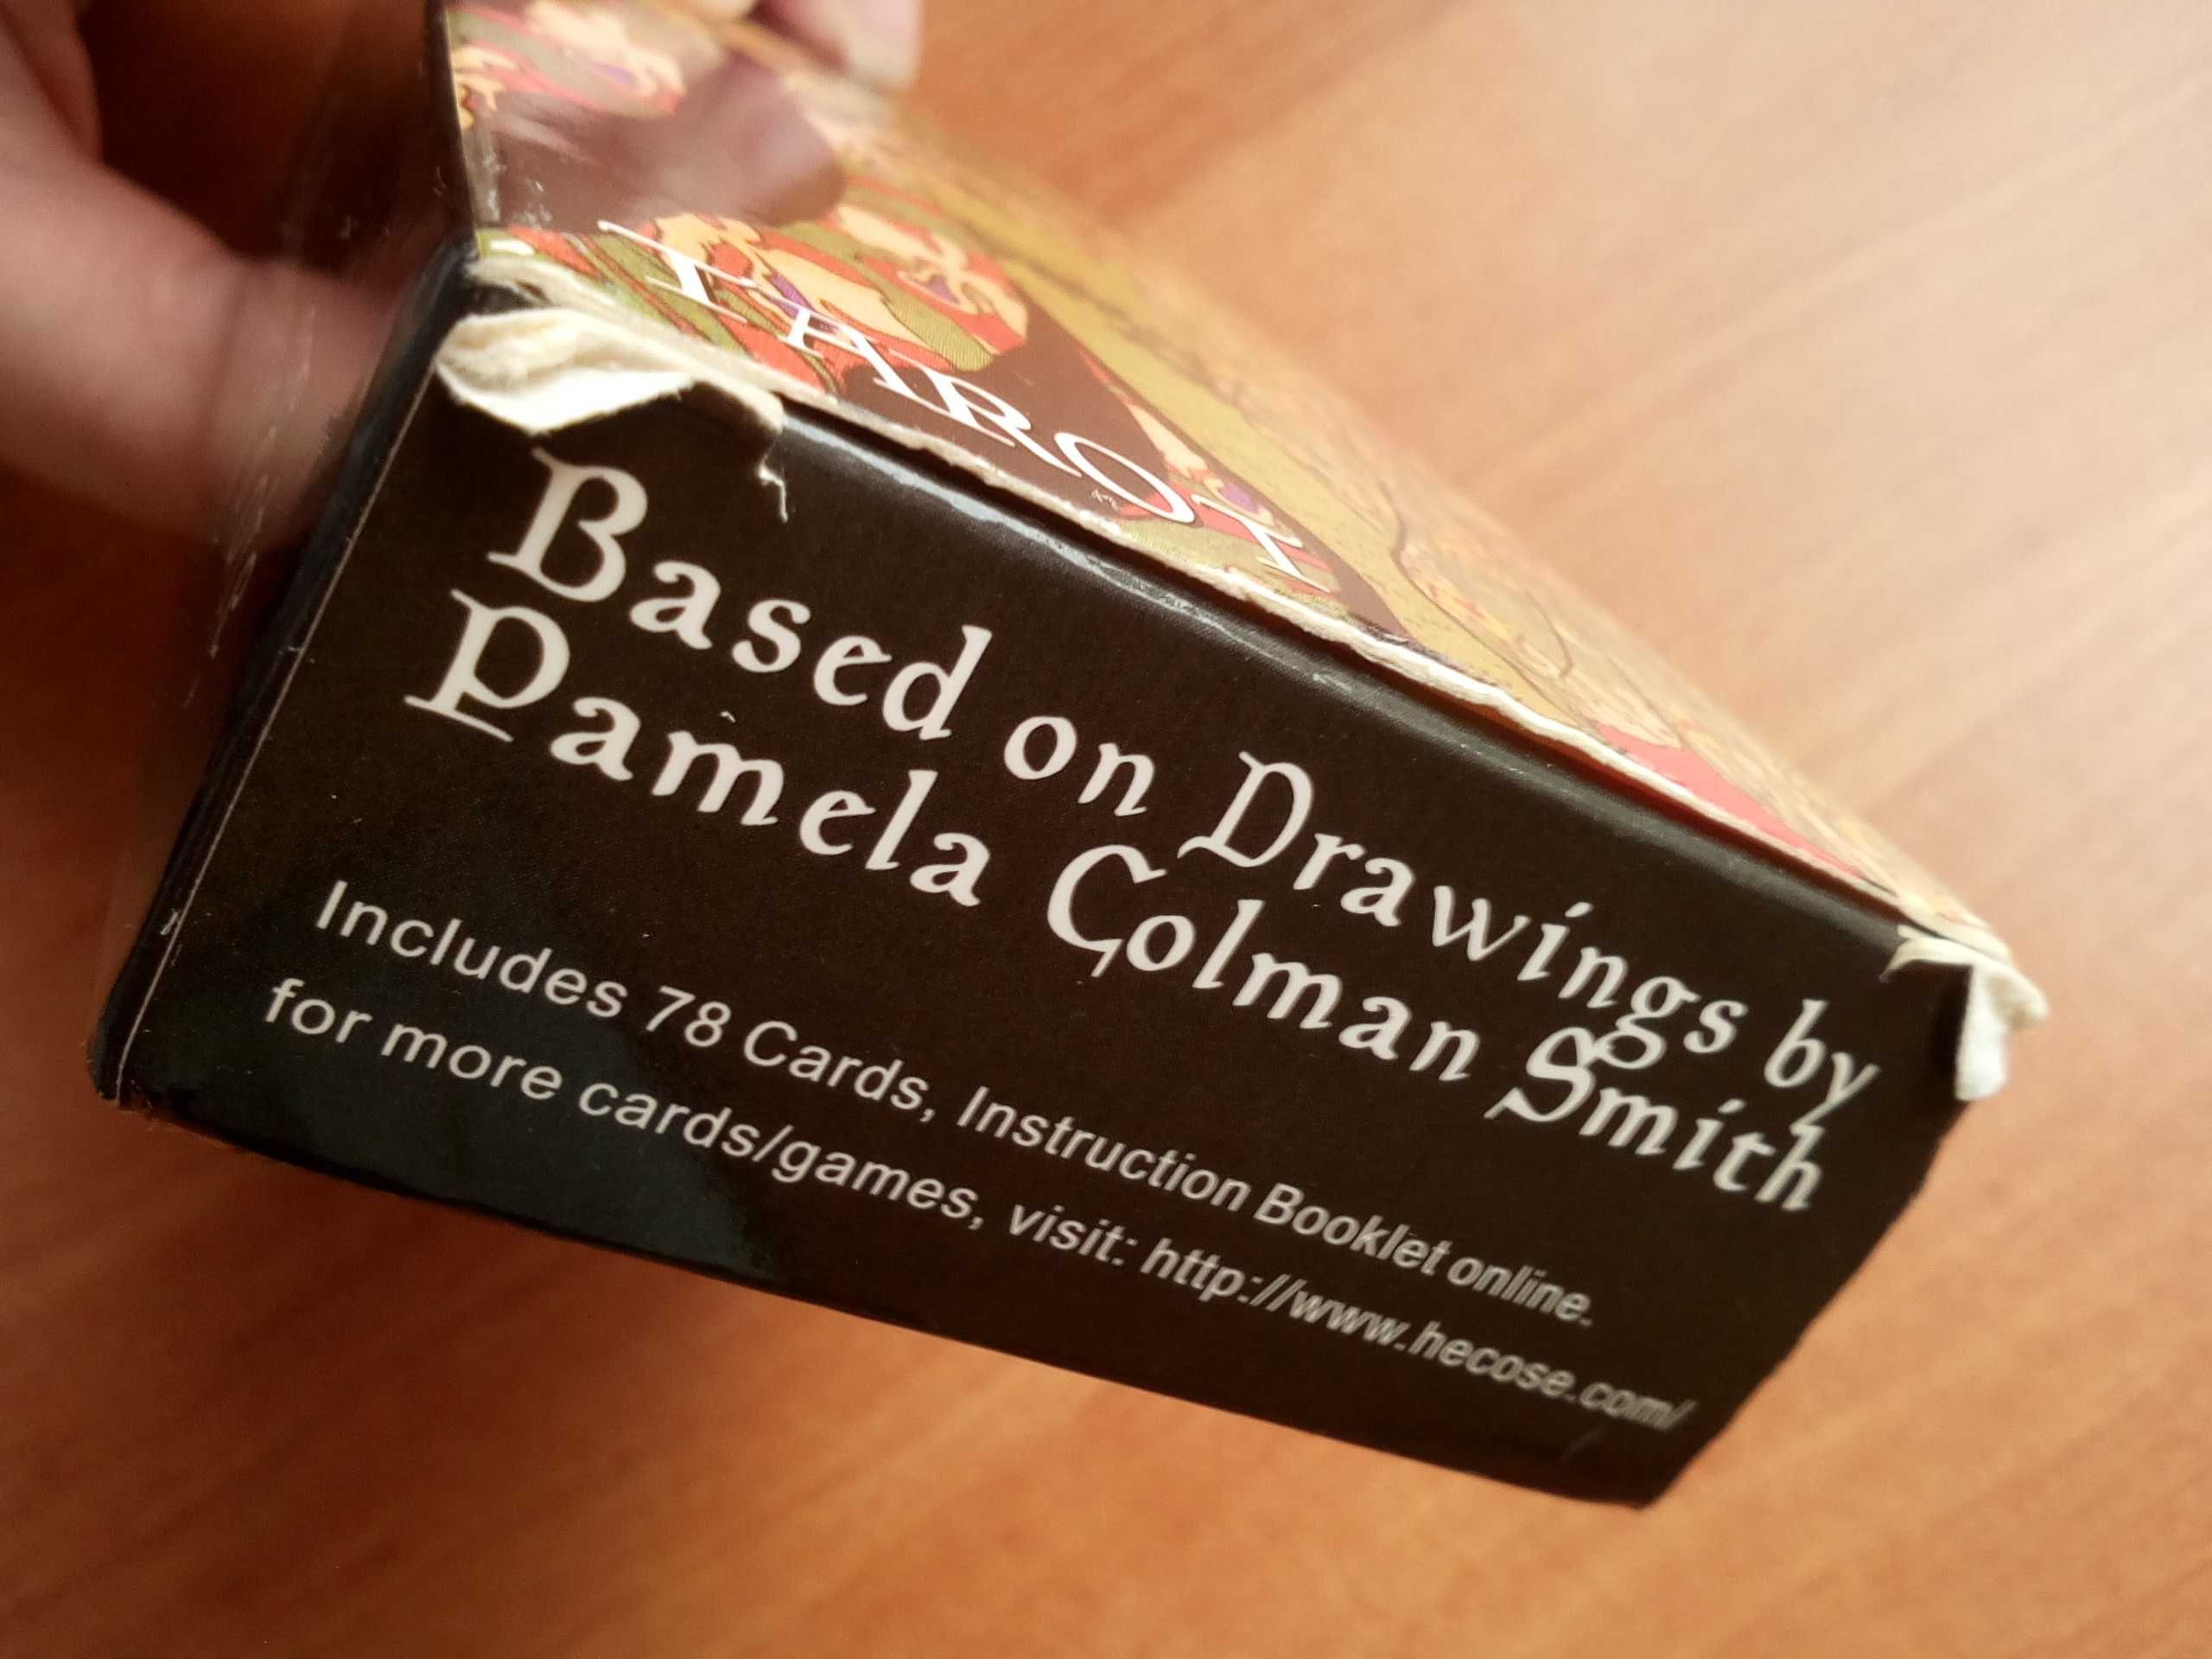 TAROT
Based on Drawings by
Pamela Colman Smith
Includes 78 Cards, Instruction Booklet online.
for more cards/games, visit: http://www.hecose.com/